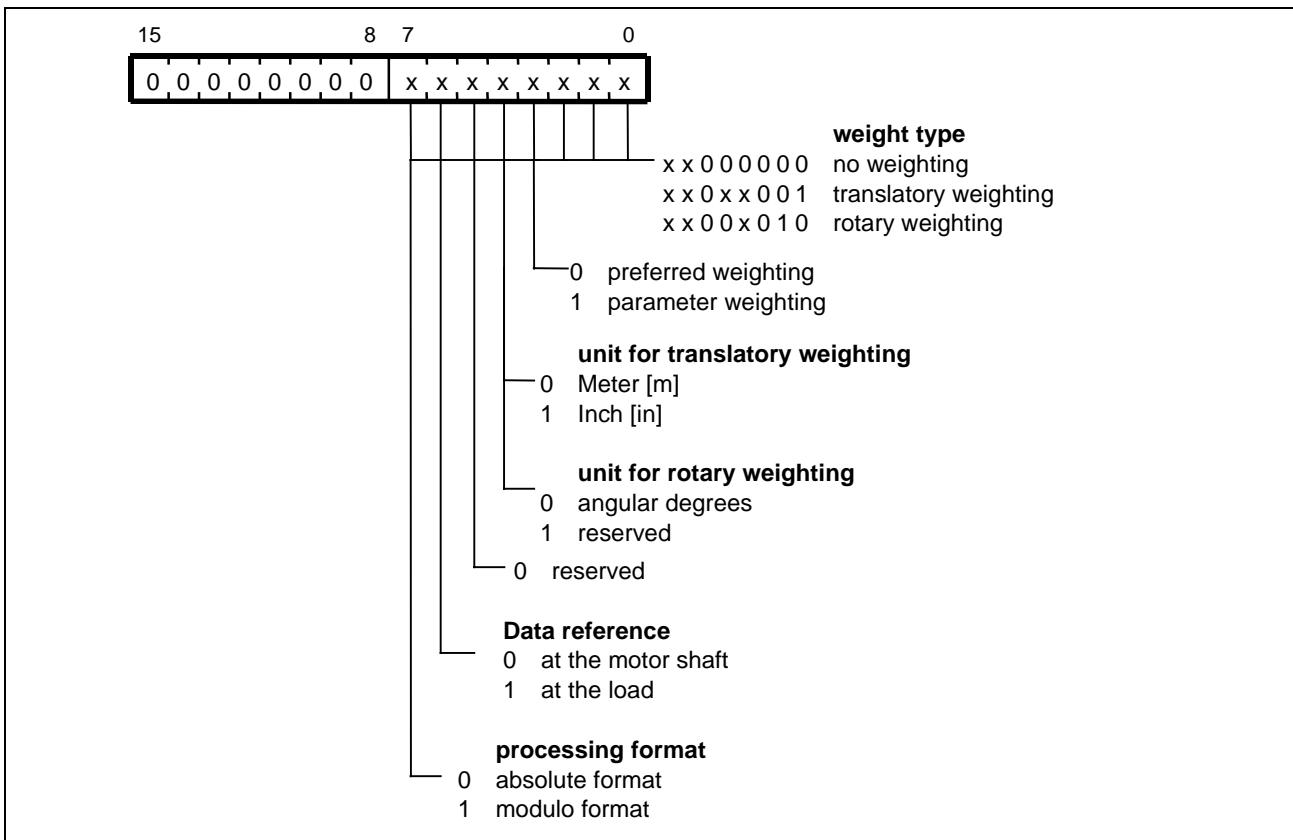 15 8 7 0
0 0 0 0 0 0 0 0 x x x x x x x x
weight type
x x 0 0 0 0 0 0 no weighting
x x 0 x x 0 0 1 translatory weighting
x x 0 0 x 0 1 0 rotary weighting
0 preferred weighting
1 parameter weighting
unit for translatory weighting
0 Meter [m]
1 Inch [in]
unit for rotary weighting
0 angular degrees
1 reserved
0 reserved
Data reference
0 at the motor shaft
1 at the load
processing format
0 absolute format
1 modulo format